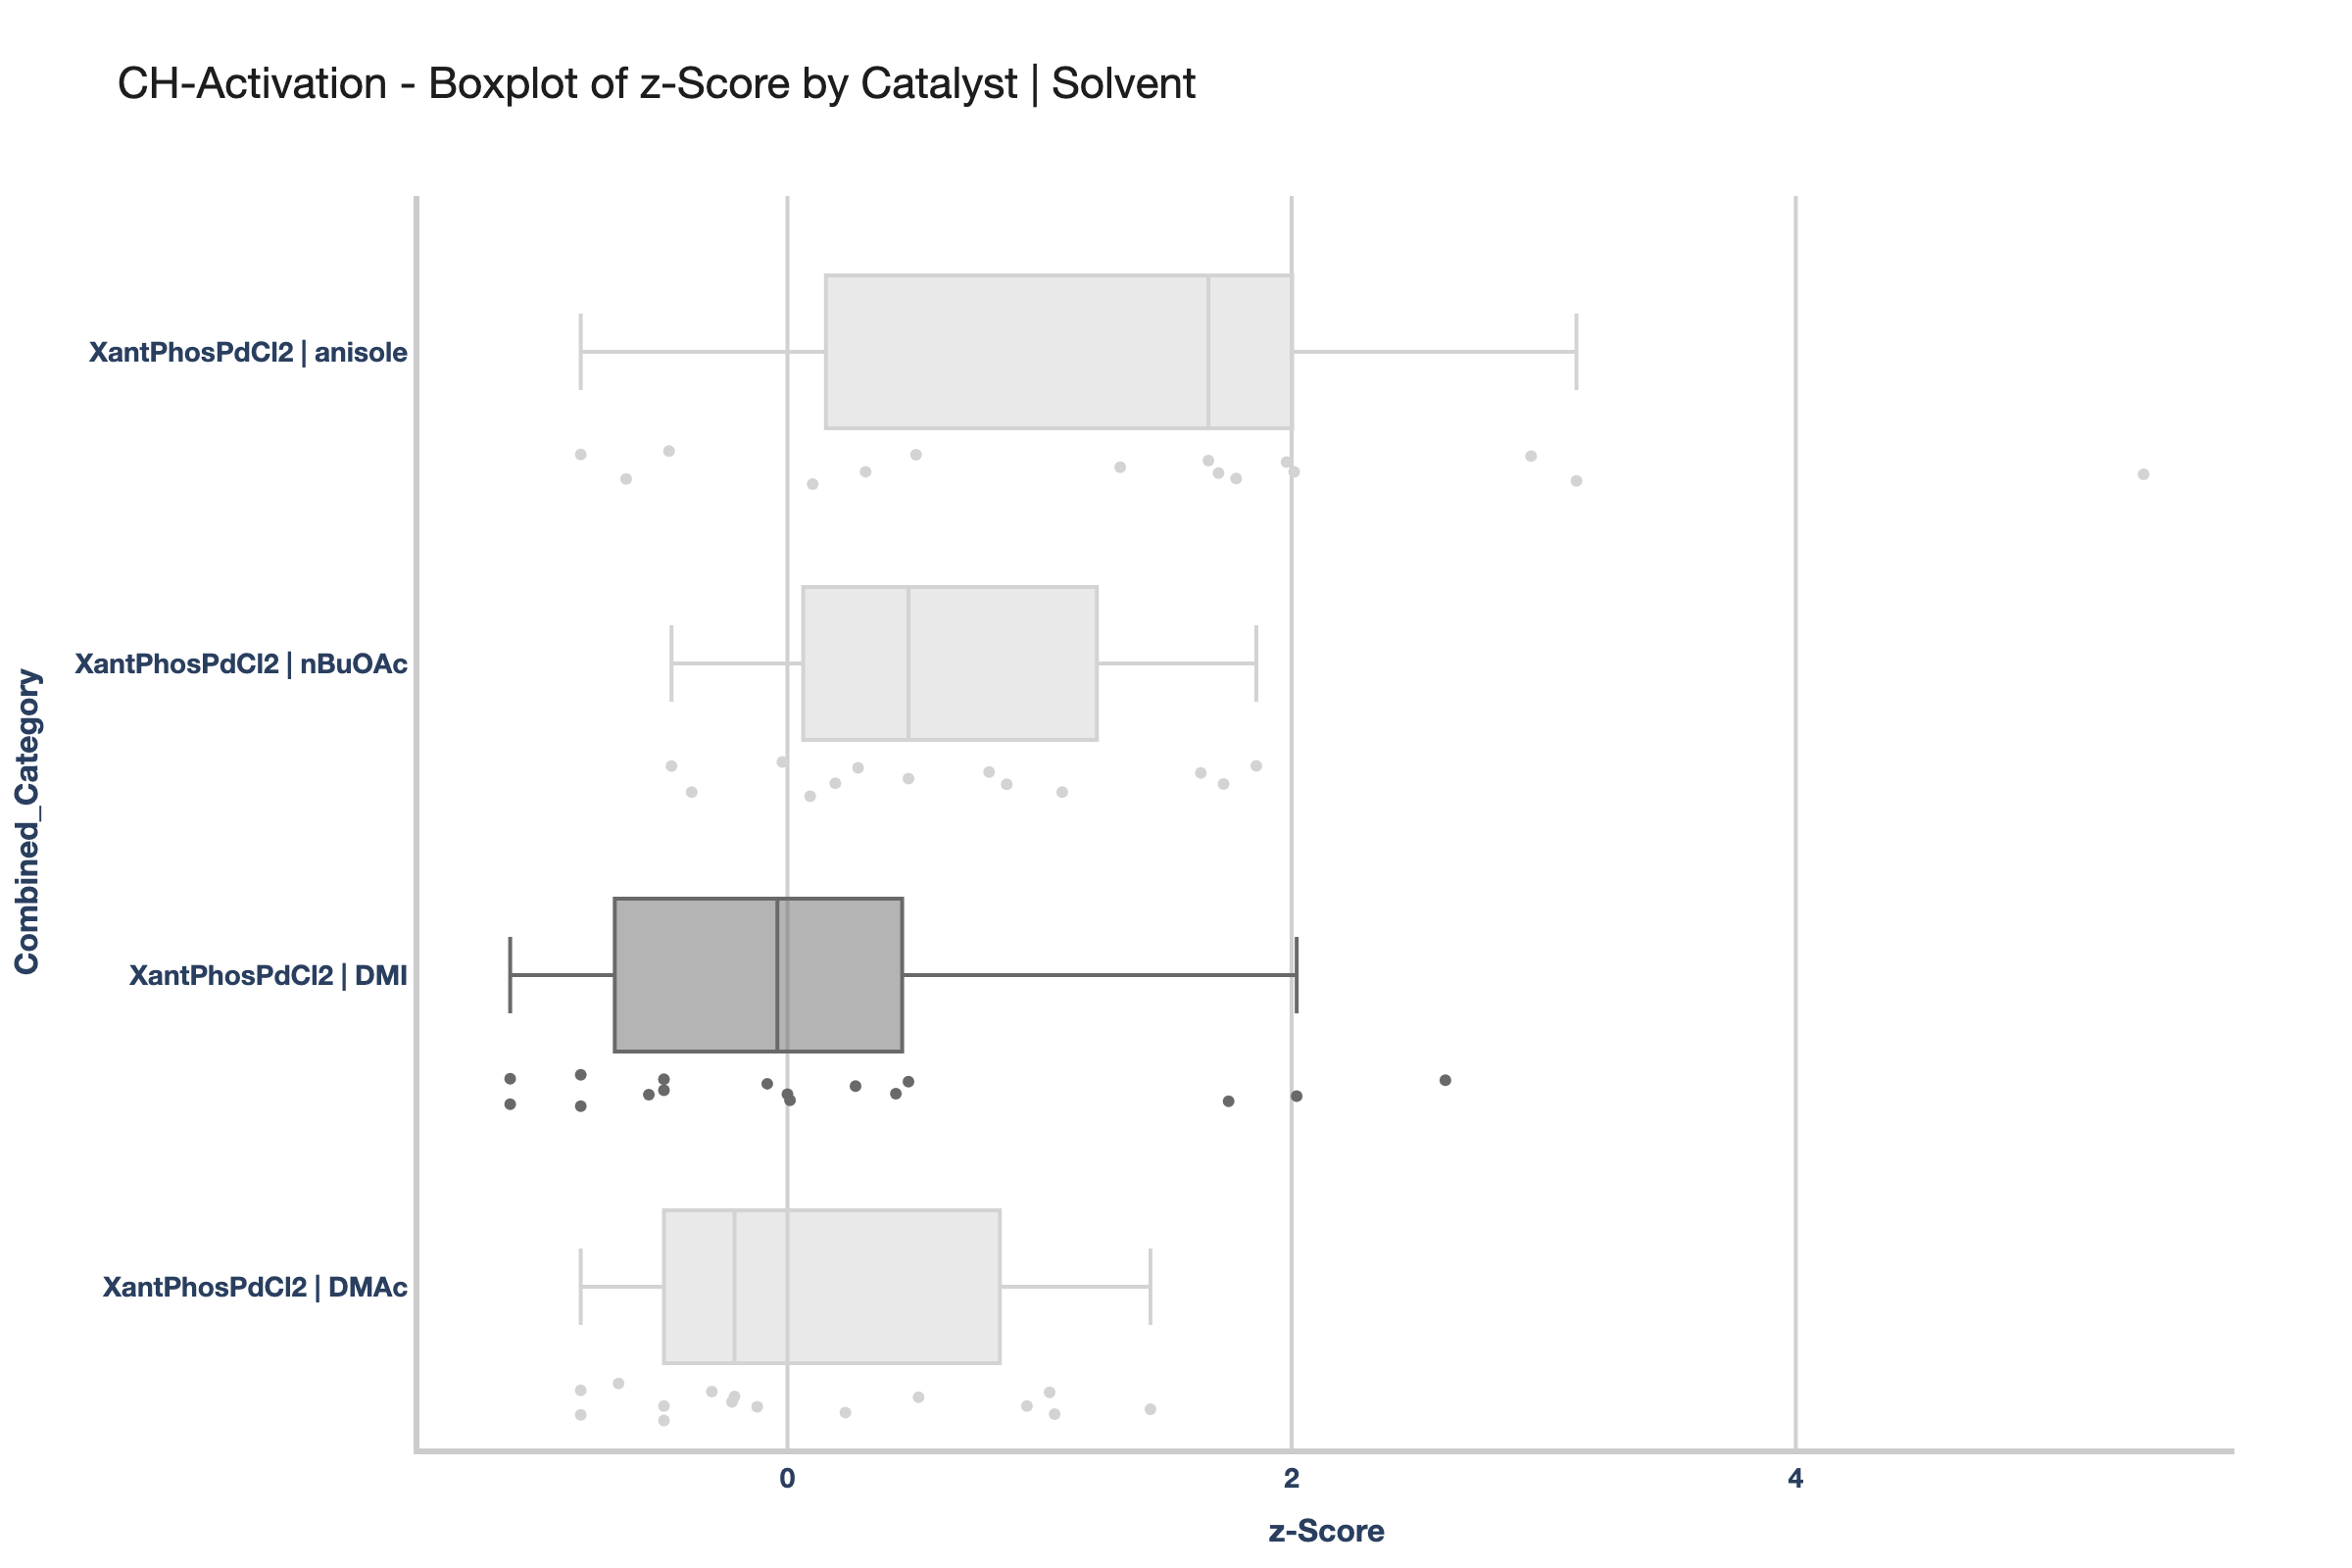 CH-Activation - Boxplot of z-Score by Catalyst | Solvent
Combined_Category
XantPhosPdCl2 | anisole
XantPhosPdCl2 | nBuOAc
XantPhosPdCl2 | DMI
XantPhosPdCl2 | DMAc
0
2
4
z-Score